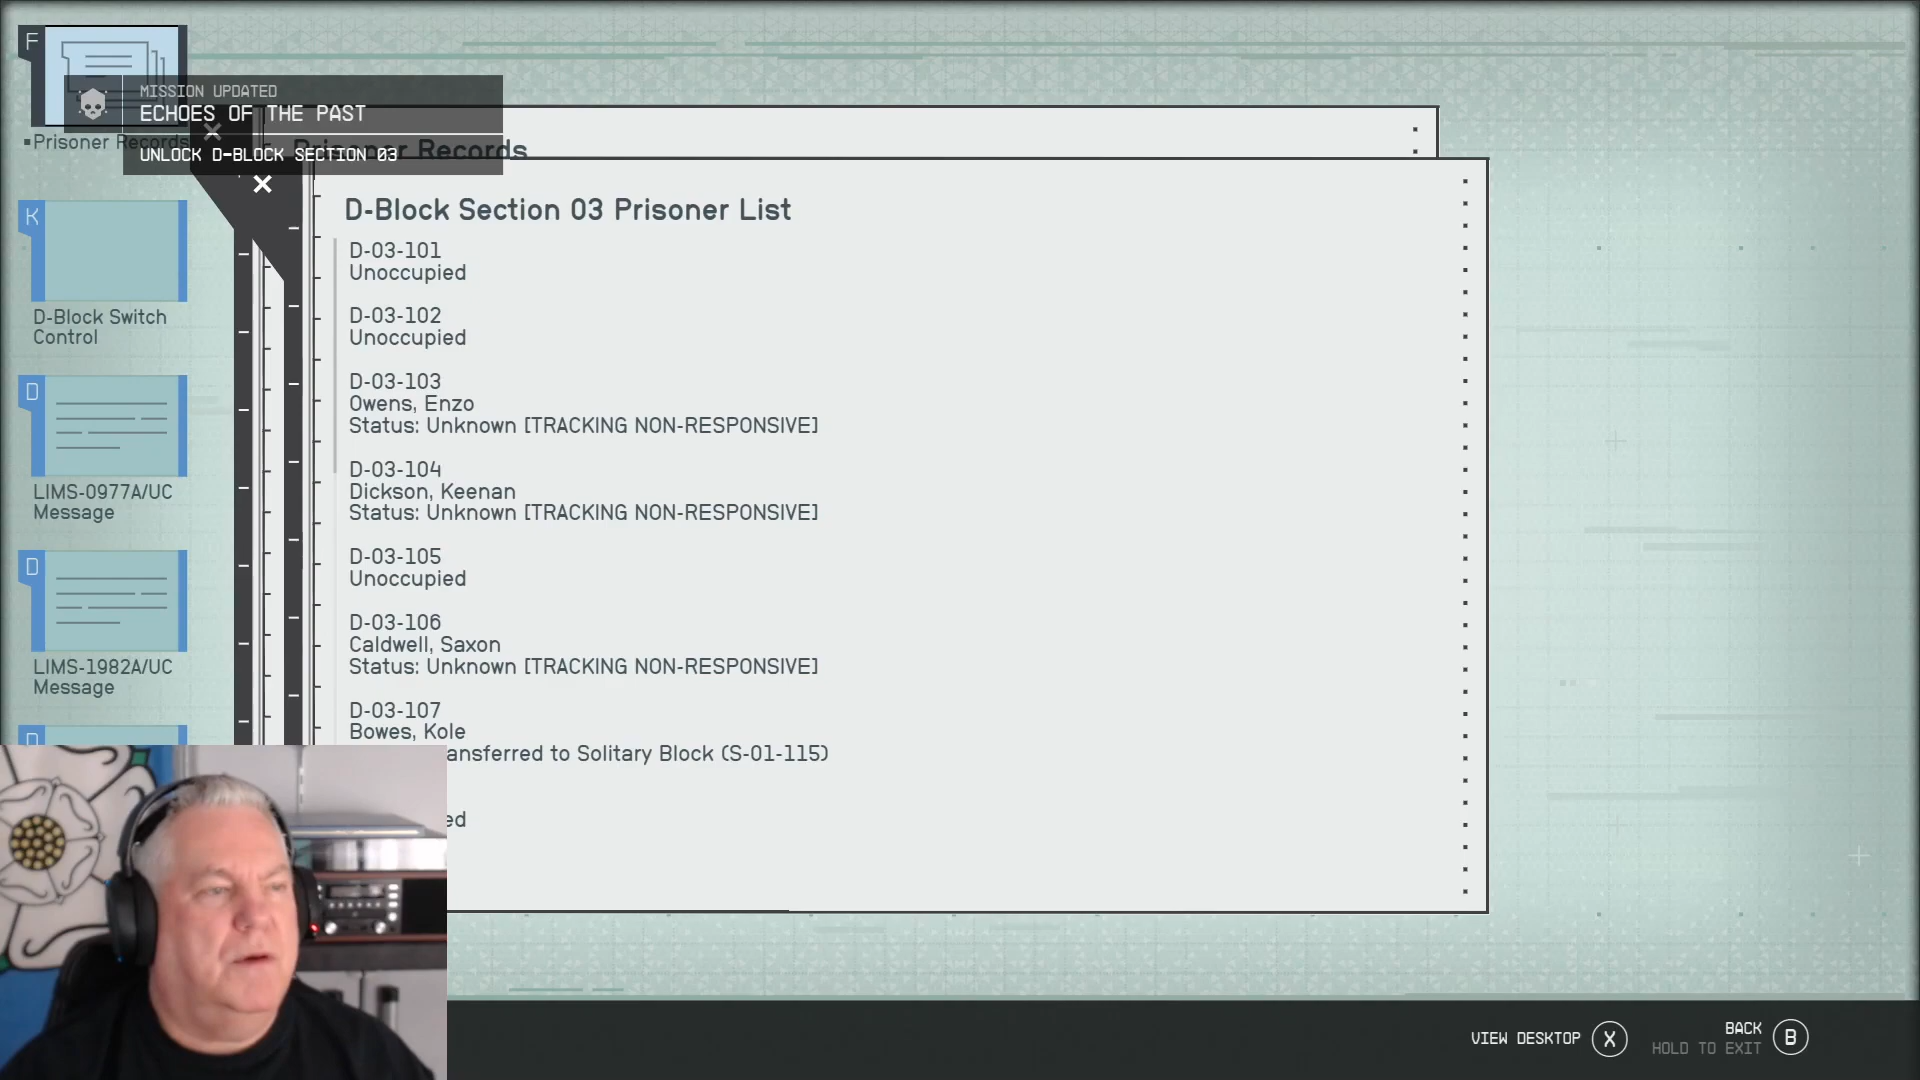 F
MISSION UPDATED
ECHOES OF THE PAST
Prisoner Records
Prisoner Records
UNLOCK D-BLOCK SECTION 03
D-Block Section 03 Prisoner List
D-03-101
Unoccupied
D-03-102
Unoccupied
D-03-103
Owens, Enzo
Status: Unknown [TRACKING NON-RESPONSIVE]
D-03-104
Dickson, Keenan
Status: Unknown [TRACKING NON-RESPONSIVE]
D-03-105
Unoccupied
D-03-106
Caldwell, Saxon
Status: Unknown [TRACKING NON-RESPONSIVE]
D-03-107
Bowes, Kole
ansferred to Solitary Block (S-01-115)
ed
K
D-Block Switch
Control
D
LIMS-0977A/UC
Message
D
LIMS-1982A/UC
Message
D
VIEW DESKTOP X
BACK B
HOLD TO EXIT